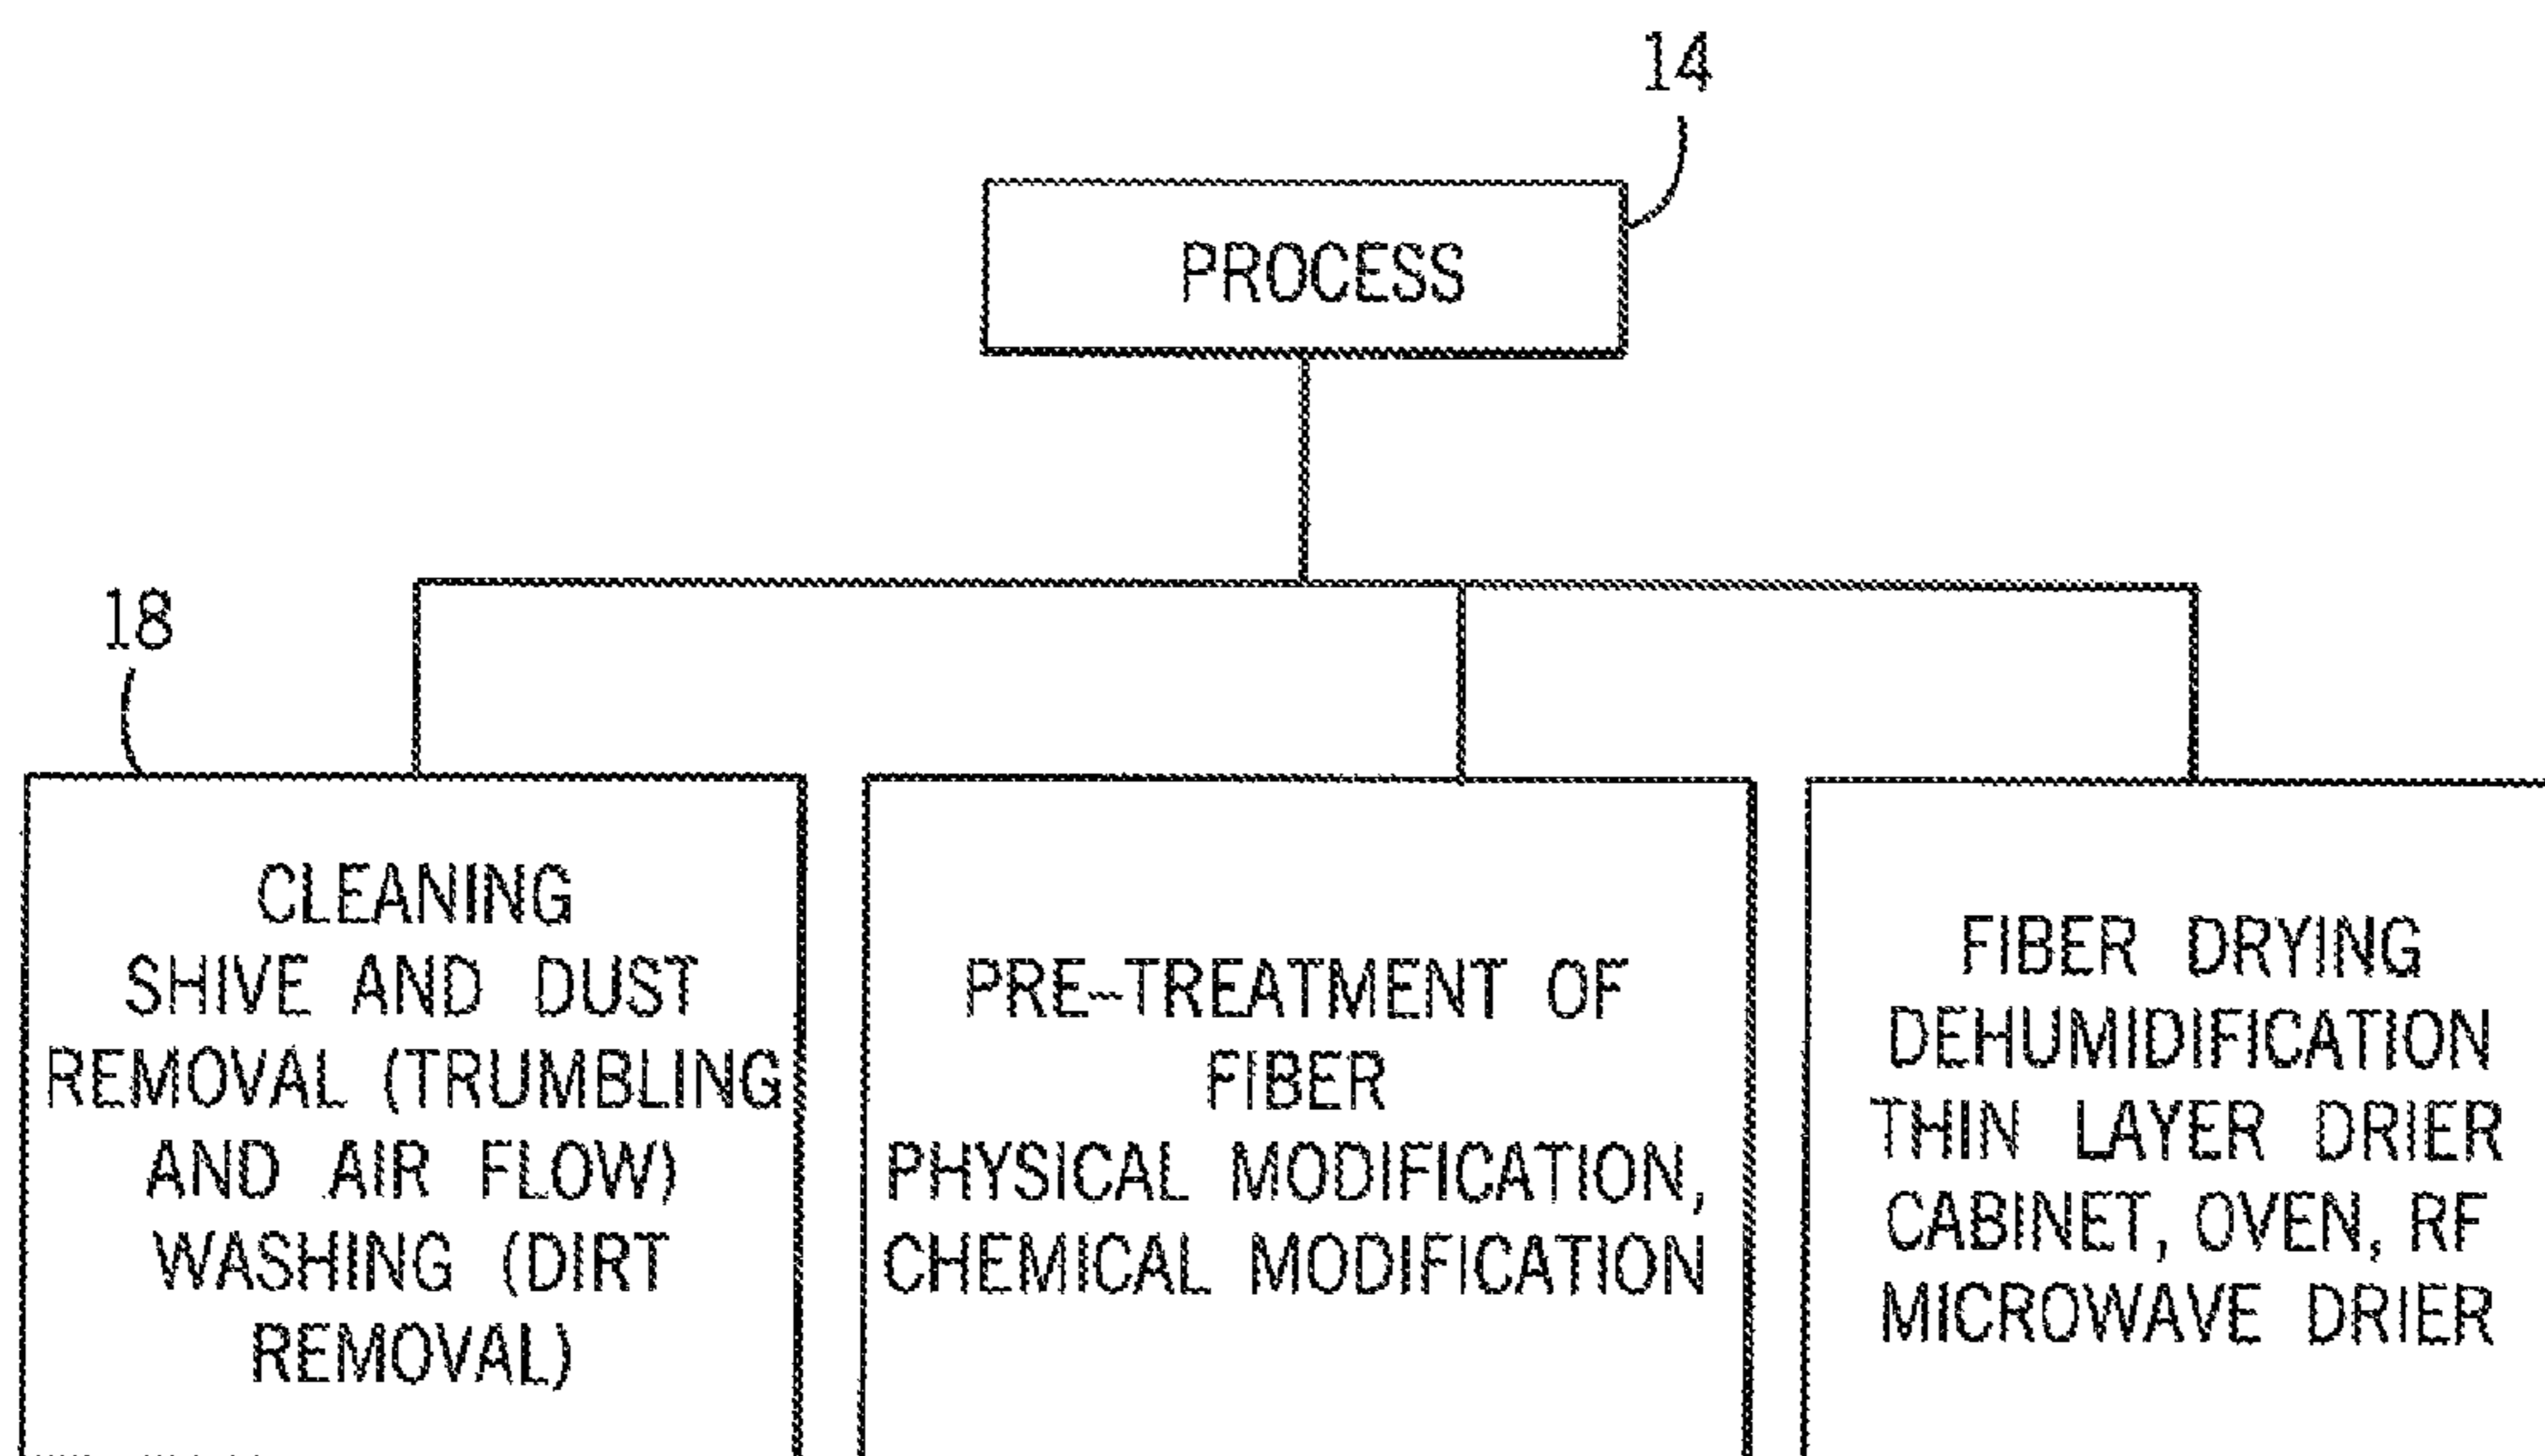 14
PROCESS
18
CLEANING
SHIVE AND DUST
REMOVAL (TRUMBLING
AND AIR FLOW)
WASHING (DIRT
REMOVAL)
PRE-TREATMENT OF
FIBER
PHYSICAL MODIFICATION,
CHEMICAL MODIFICATION
FIBER DRYING
DEHUMIDIFICATION
THIN LAYER DRIER
CABINET, OVEN, RF
MICROWAVE DRIER